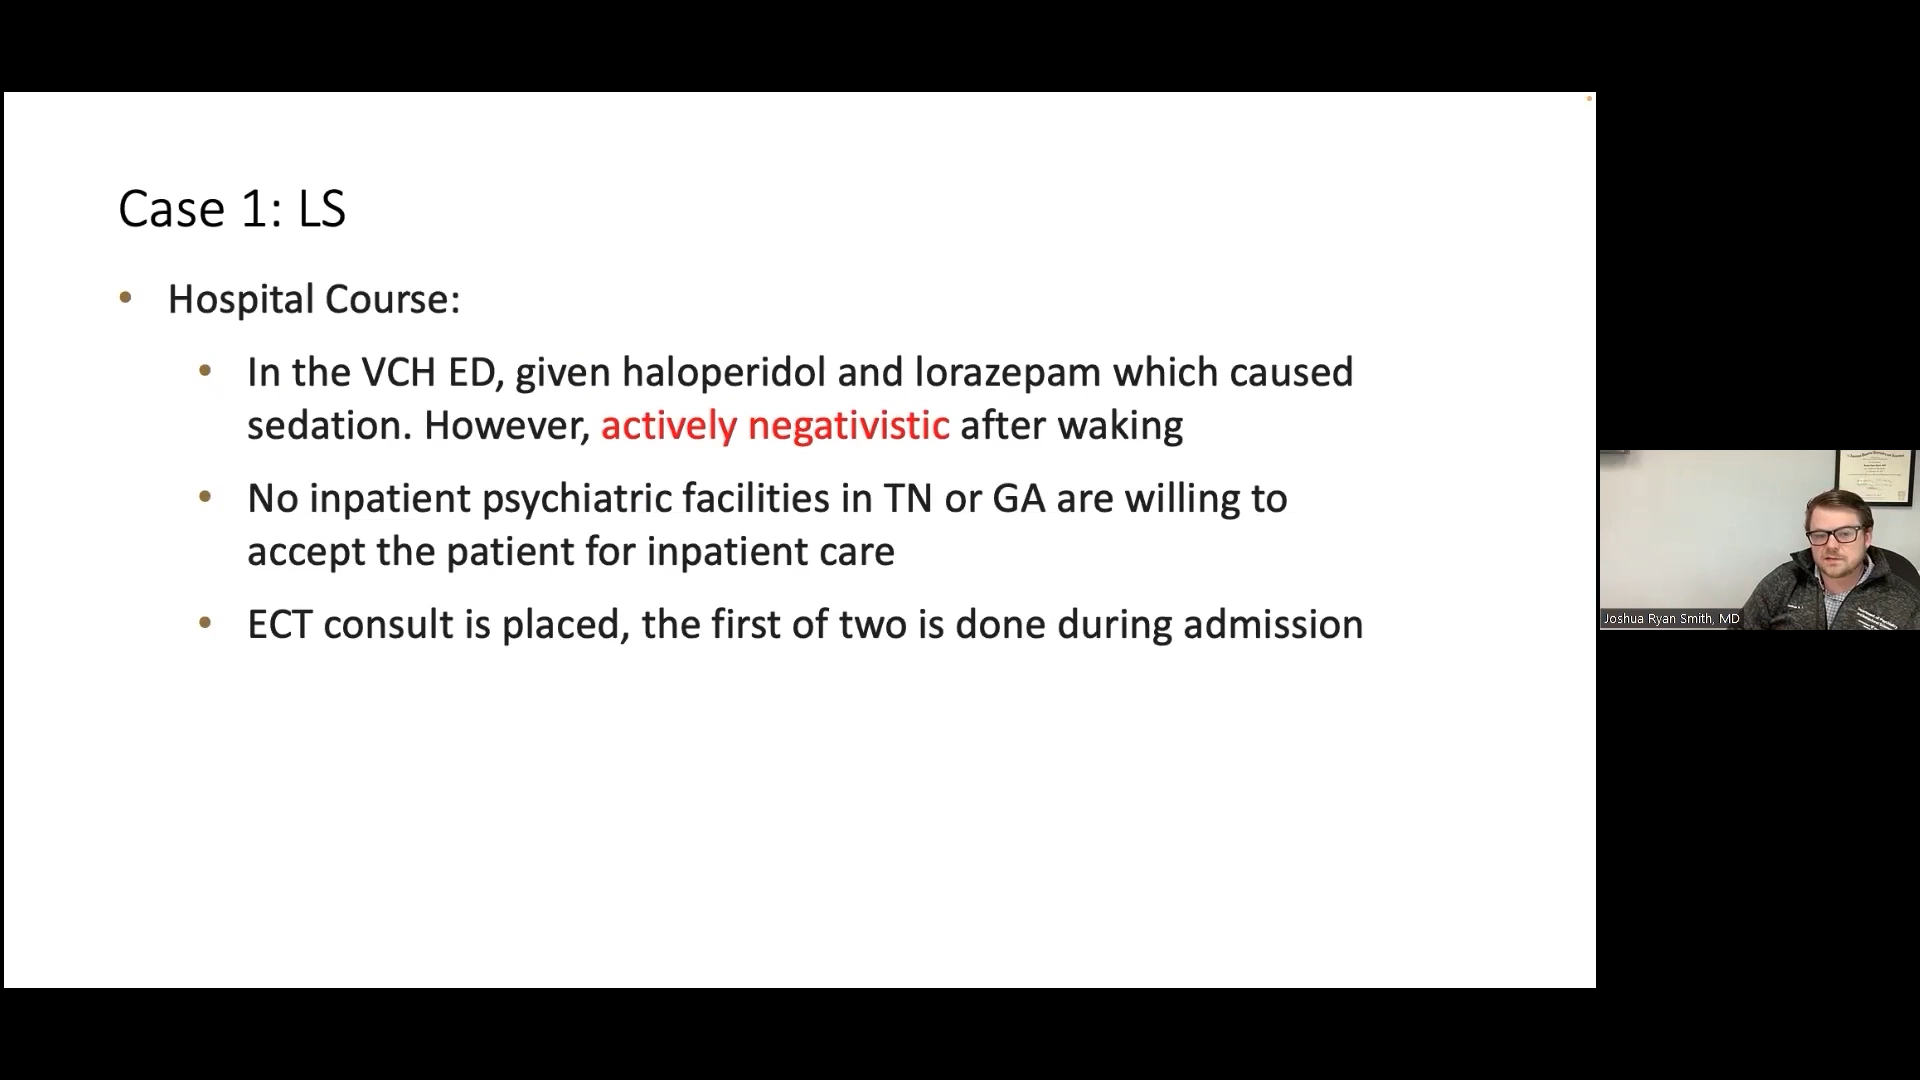 Case 1: LS
• Hospital Course:
• In the VCH ED, given haloperidol and lorazepam which caused
sedation. However, actively negativistic after waking
• No inpatient psychiatric facilities in TN or GA are willing to
accept the patient for inpatient care
• ECT consult is placed, the first of two is done during admission
Joshua Ryan Smith, MD